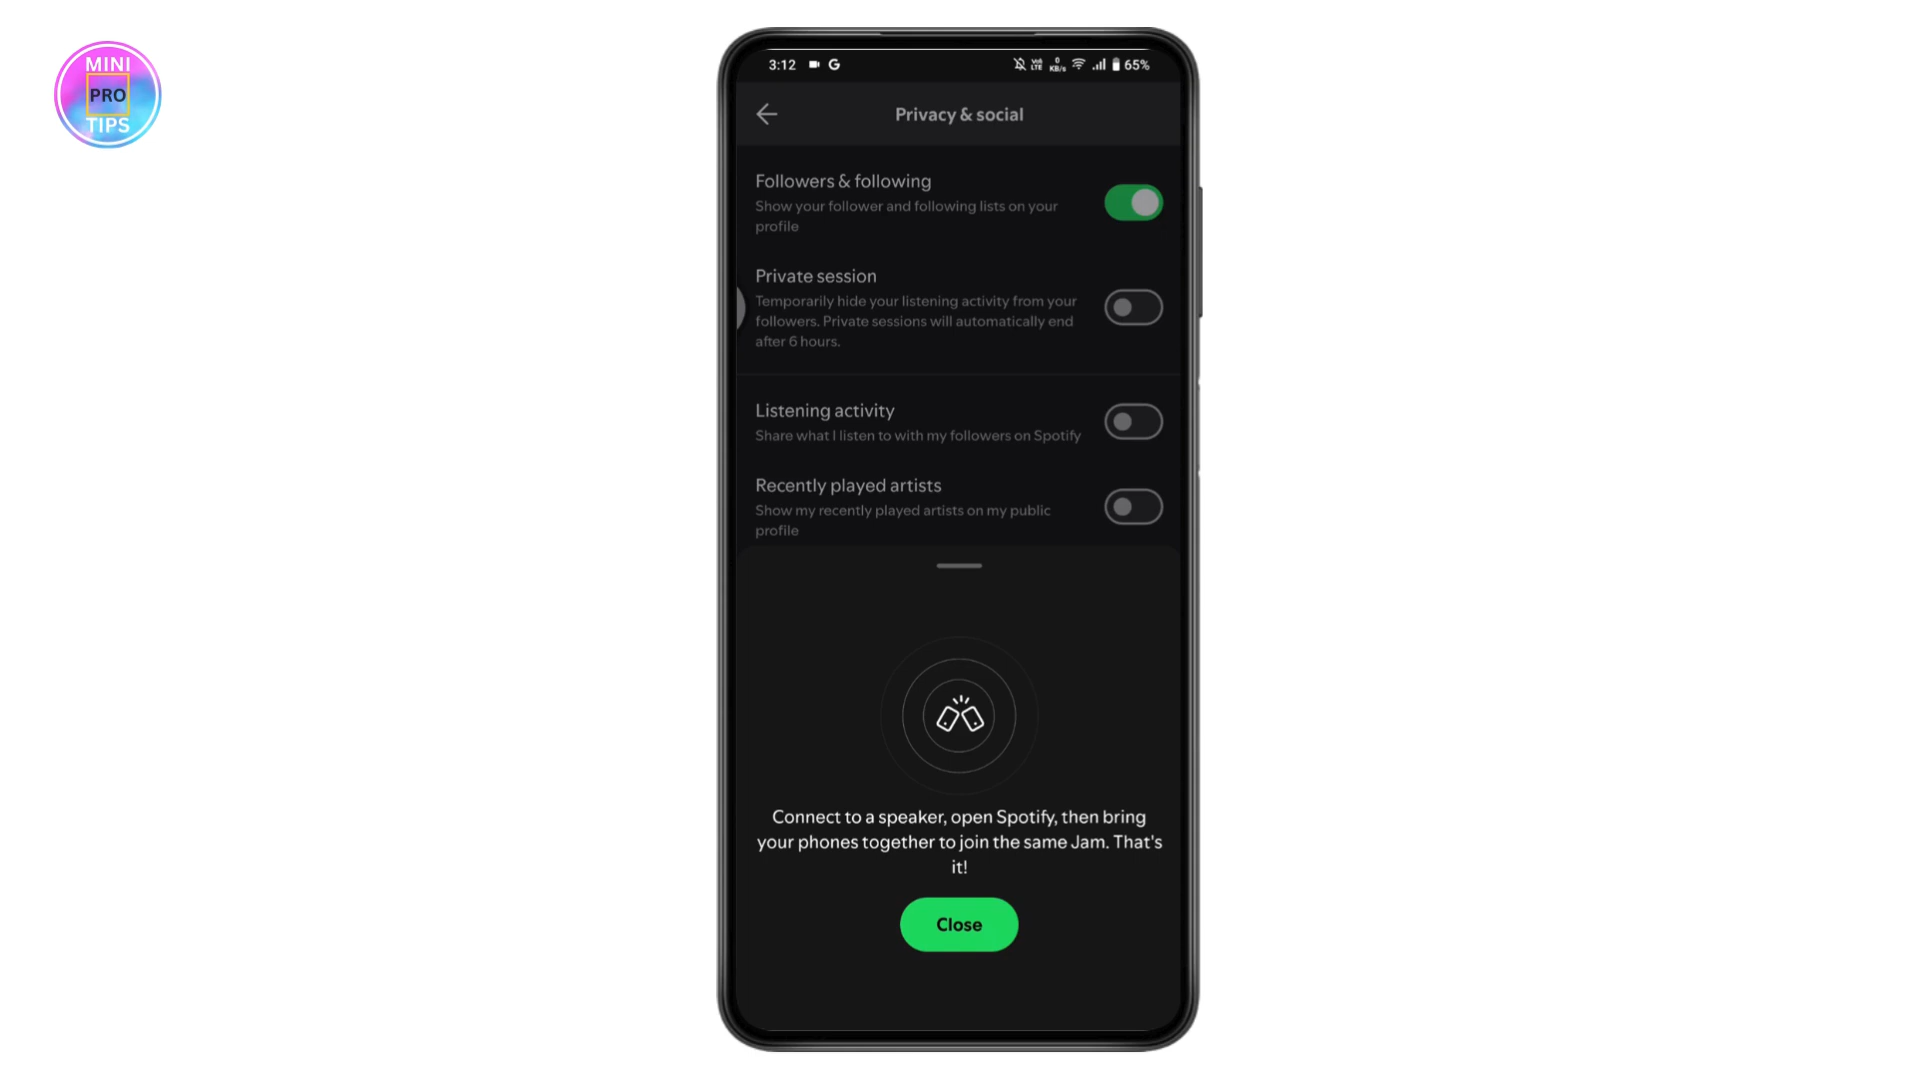 MINI
PRO
TIPS
3:12 G Vo) LTE 0 KB/s 65%
Privacy & social
Followers & following
Show your follower and following lists on your
profile
Private session
Temporarily hide your listening activity from your
followers. Private sessions will automatically end
after 6 hours.
Listening activity
Share what I listen to with my followers on Spotify
Recently played artists
Show my recently played artists on my public
profile
Connect to a speaker, open Spotify, then bring
your phones together to join the same Jam. That's
it!
Close